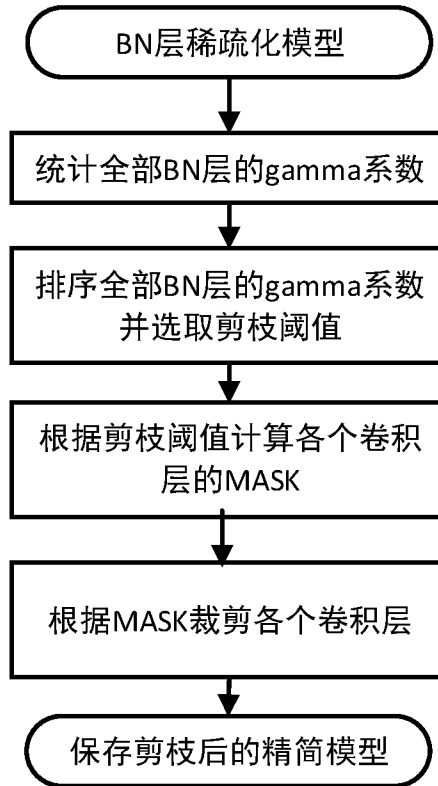 BN层稀疏化模型
统计全部BN层的gamma系数
排序全部BN层的gamma系数
并选取剪枝阈值
根据剪枝阈值计算各个卷积
层的MASK
根据MASK裁剪各个卷积层
保存剪枝后的精简模型